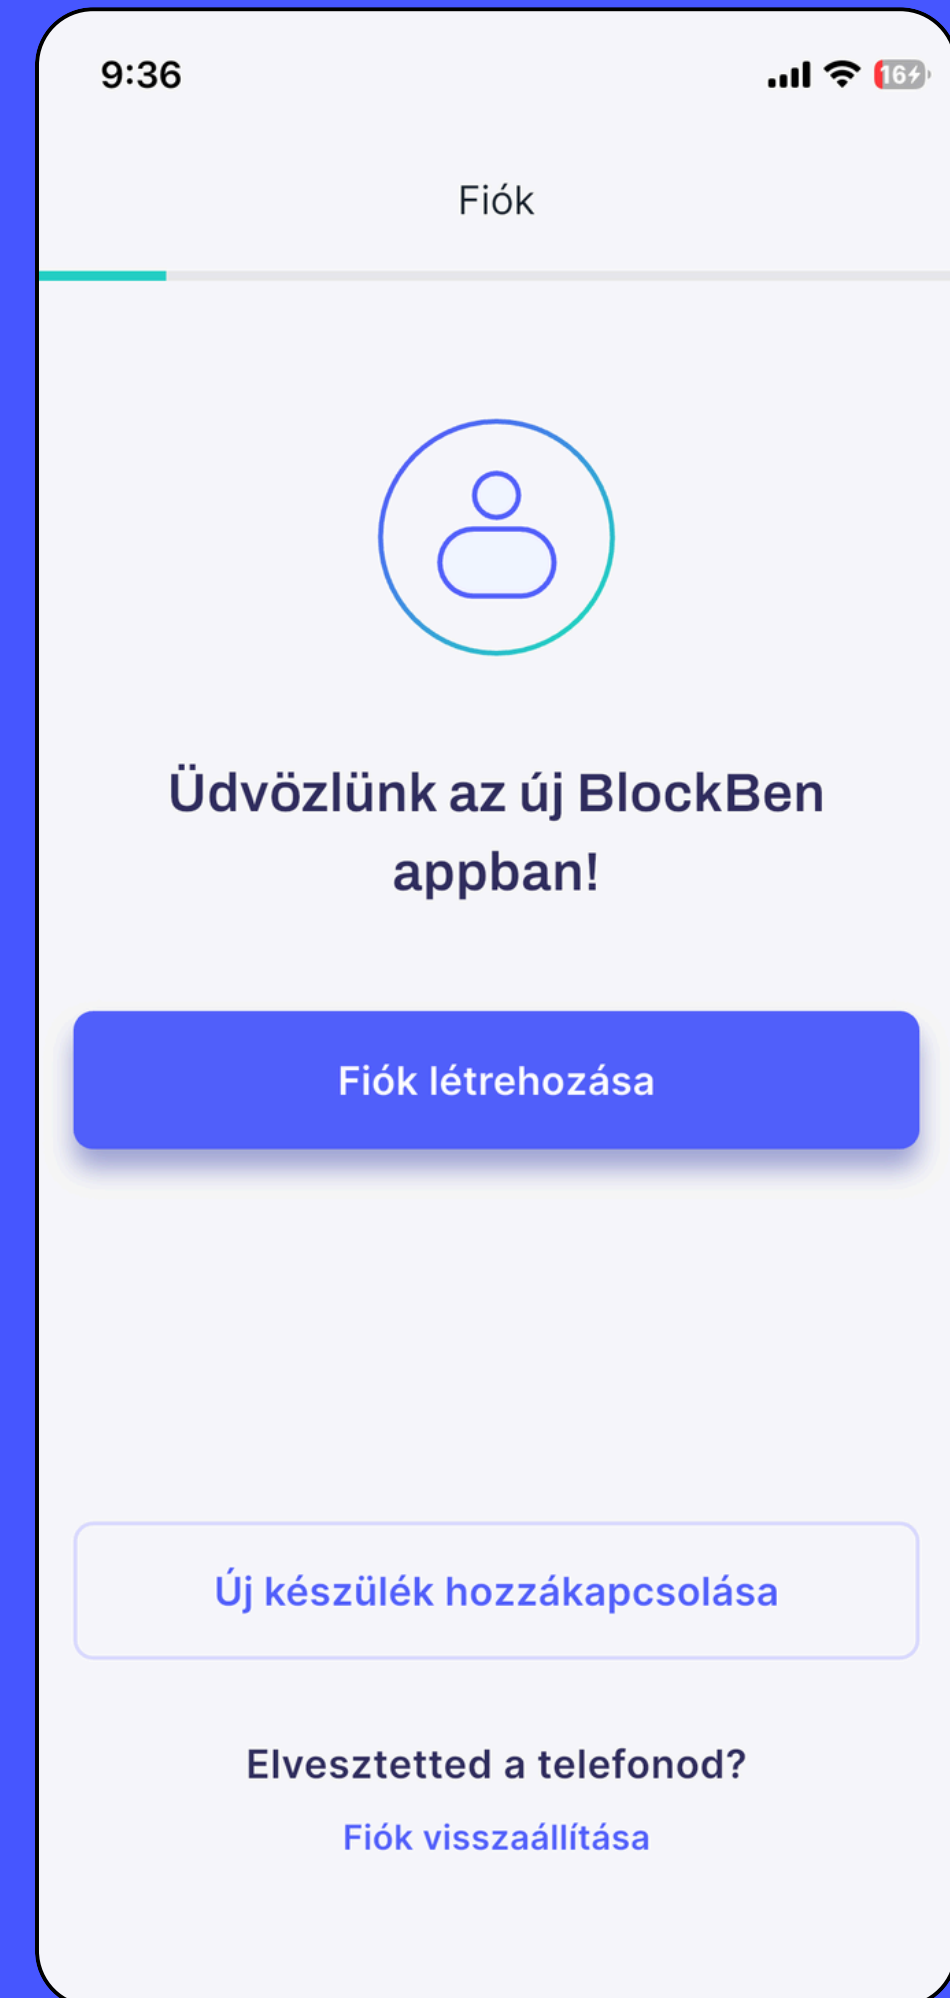 9:36
16
Fiók
Üdvözlünk az új BlockBen
appban!
Fiók létrehozása
Új készülék hozzákapcsolása
Elvesztetted a telefonod?
Fiók visszaállítása